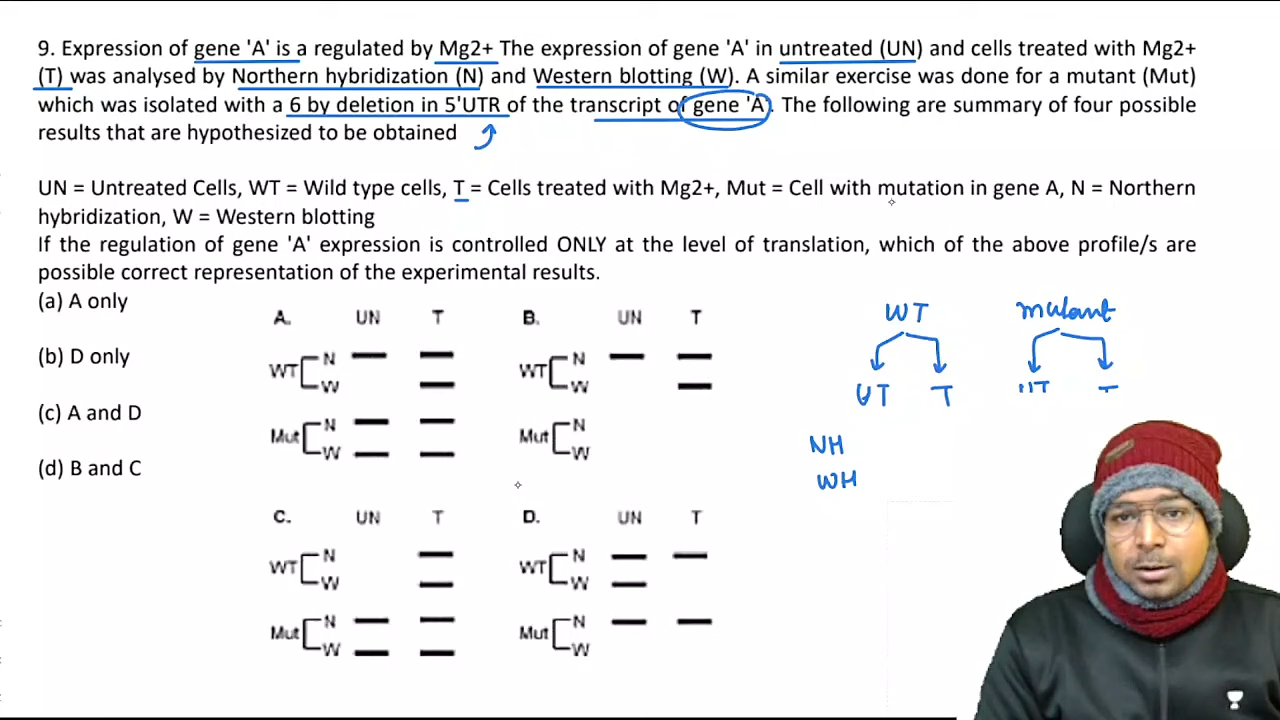 9. Expression of gene 'A' is a regulated by Mg2+ The expression of gene 'A' in untreated (UN) and cells treated with Mg2+
(T) was analysed by Northern hybridization (N) and Western blotting (W). A similar exercise was done for a mutant (Mut)
which was isolated with a 6 by deletion in 5'UTR of the transcript of gene 'A'. The following are summary of four possible
results that are hypothesized to be obtained
UN = Untreated Cells, WT = Wild type cells, T = Cells treated with Mg2+, Mut = Cell with mutation in gene A, N = Northern
hybridization, W = Western blotting
If the regulation of gene 'A' expression is controlled ONLY at the level of translation, which of the above profile/s are
possible correct representation of the experimental results.
(a) A only
(b) D only
(c) A and D
(d) B and C
A. UN T
WT N
W
Mut N
W
B. UN T
WT N
W
Mut N
W
C. UN T
WT N
W
Mut N
W
D. UN T
WT N
W
Mut N
W
WT mutant
UT T UT T
NH
WH